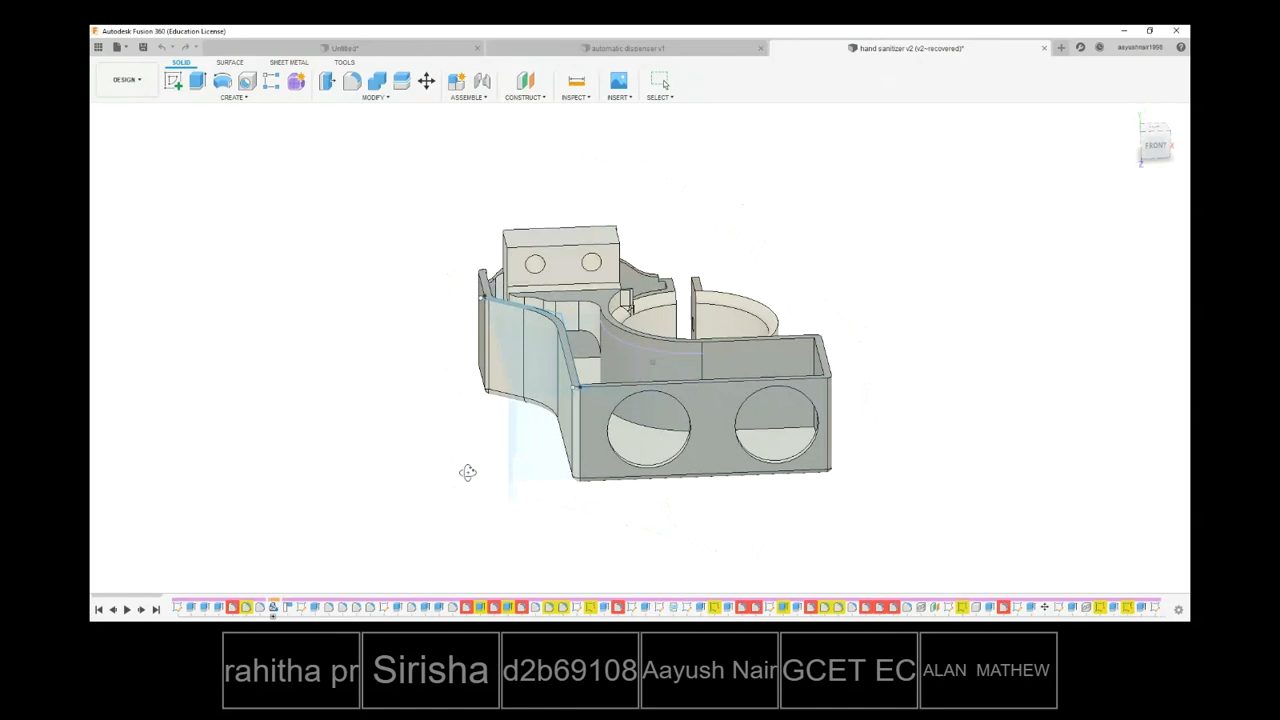 Autodesk Fusion 360 (Education License)
Untitled*
automatic dispenser v1
hand sanitizer v2 (v2~recovered)*
aayushnair1998
SOLID SURFACE SHEET METAL TOOLS
DESIGN
CREATE MODIFY ASSEMBLE CONSTRUCT INSPECT INSERT SELECT
Y
FRONT X
Z
rahitha pr
Sirisha
d2b69108
Aayush Nair
GCET EC
ALAN MATHEW